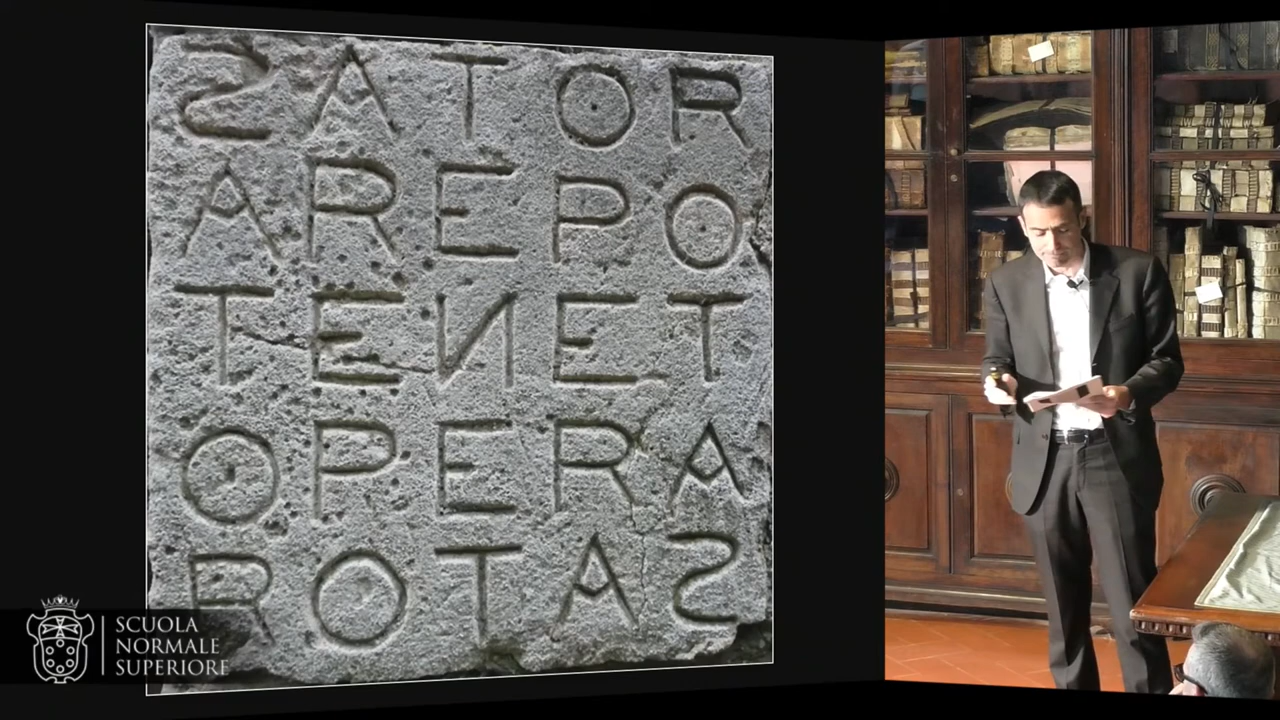 SATOR
AREPO
TENET
OPERA
ROTAS
SCUOLA
NORMALE
SUPERIORE